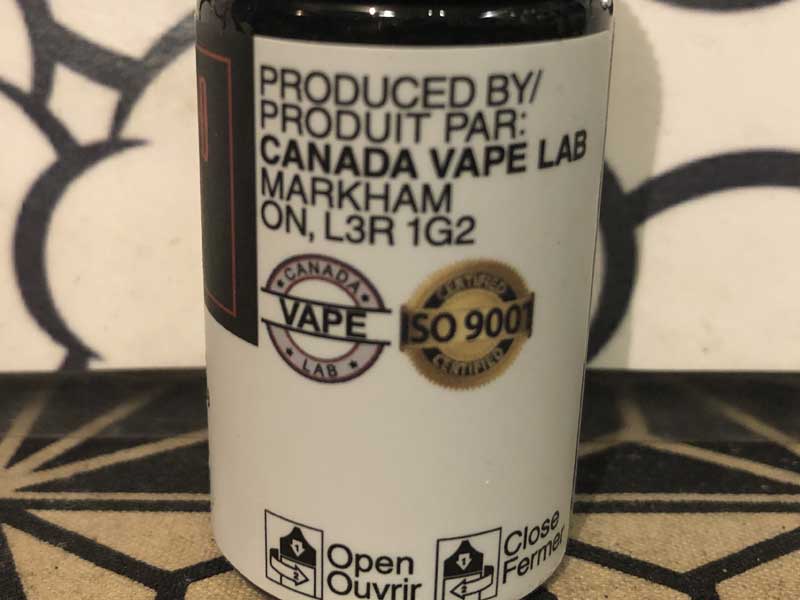 PRODUCED BY/
PRODUIT PAR:
CANADA VAPE LAB
MARKHAM
ON, L3R 1G2
CANADA
VAPE
LAB
CERTIFIED
ISO 9001
CERTIFIED
Open
Ouvrir
Close
Fermer